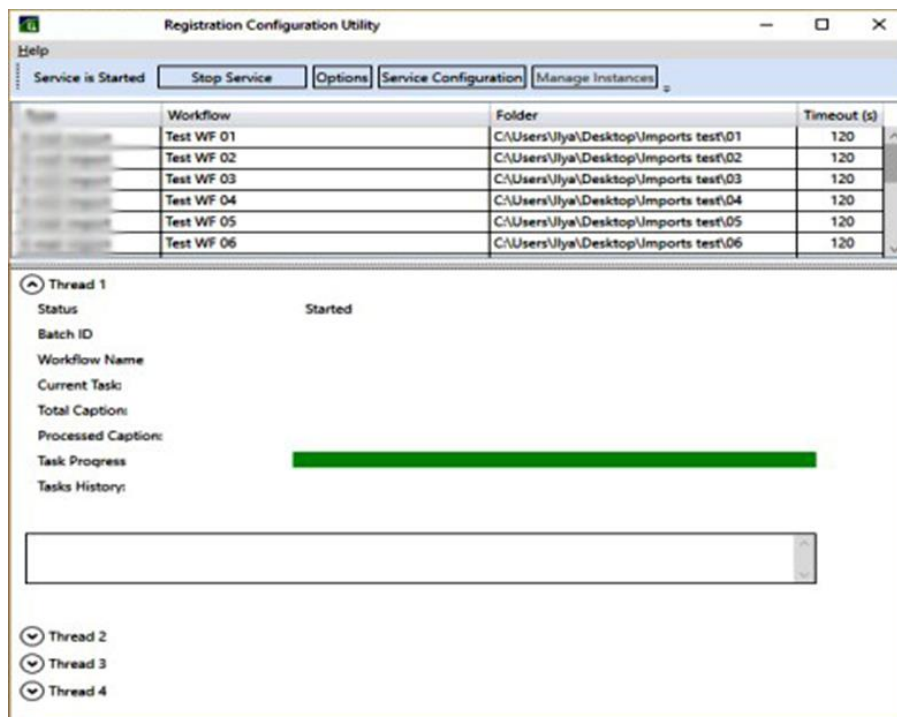 Registration Configuration Utility
Help
Service is Started Stop Service Options Service Configuration Manage Instances
Workflow Folder Timeout (s)
Test WF 01 C:\Users\Ilya\Desktop\Imports test\01 120
Test WF 02 C:\Users\Ilya\Desktop\Imports test\02 120
Test WF 03 C:\Users\Ilya\Desktop\Imports test\03 120
Test WF 04 C:\Users\Ilya\Desktop\Imports test\04 120
Test WF 05 C:\Users\Ilya\Desktop\Imports test\05 120
Test WF 06 C:\Users\Ilya\Desktop\Imports test\06 120
Thread 1
Status Started
Batch ID
Workflow Name
Current Task:
Total Caption:
Processed Caption:
Task Progress
Tasks History:
Thread 2
Thread 3
Thread 4